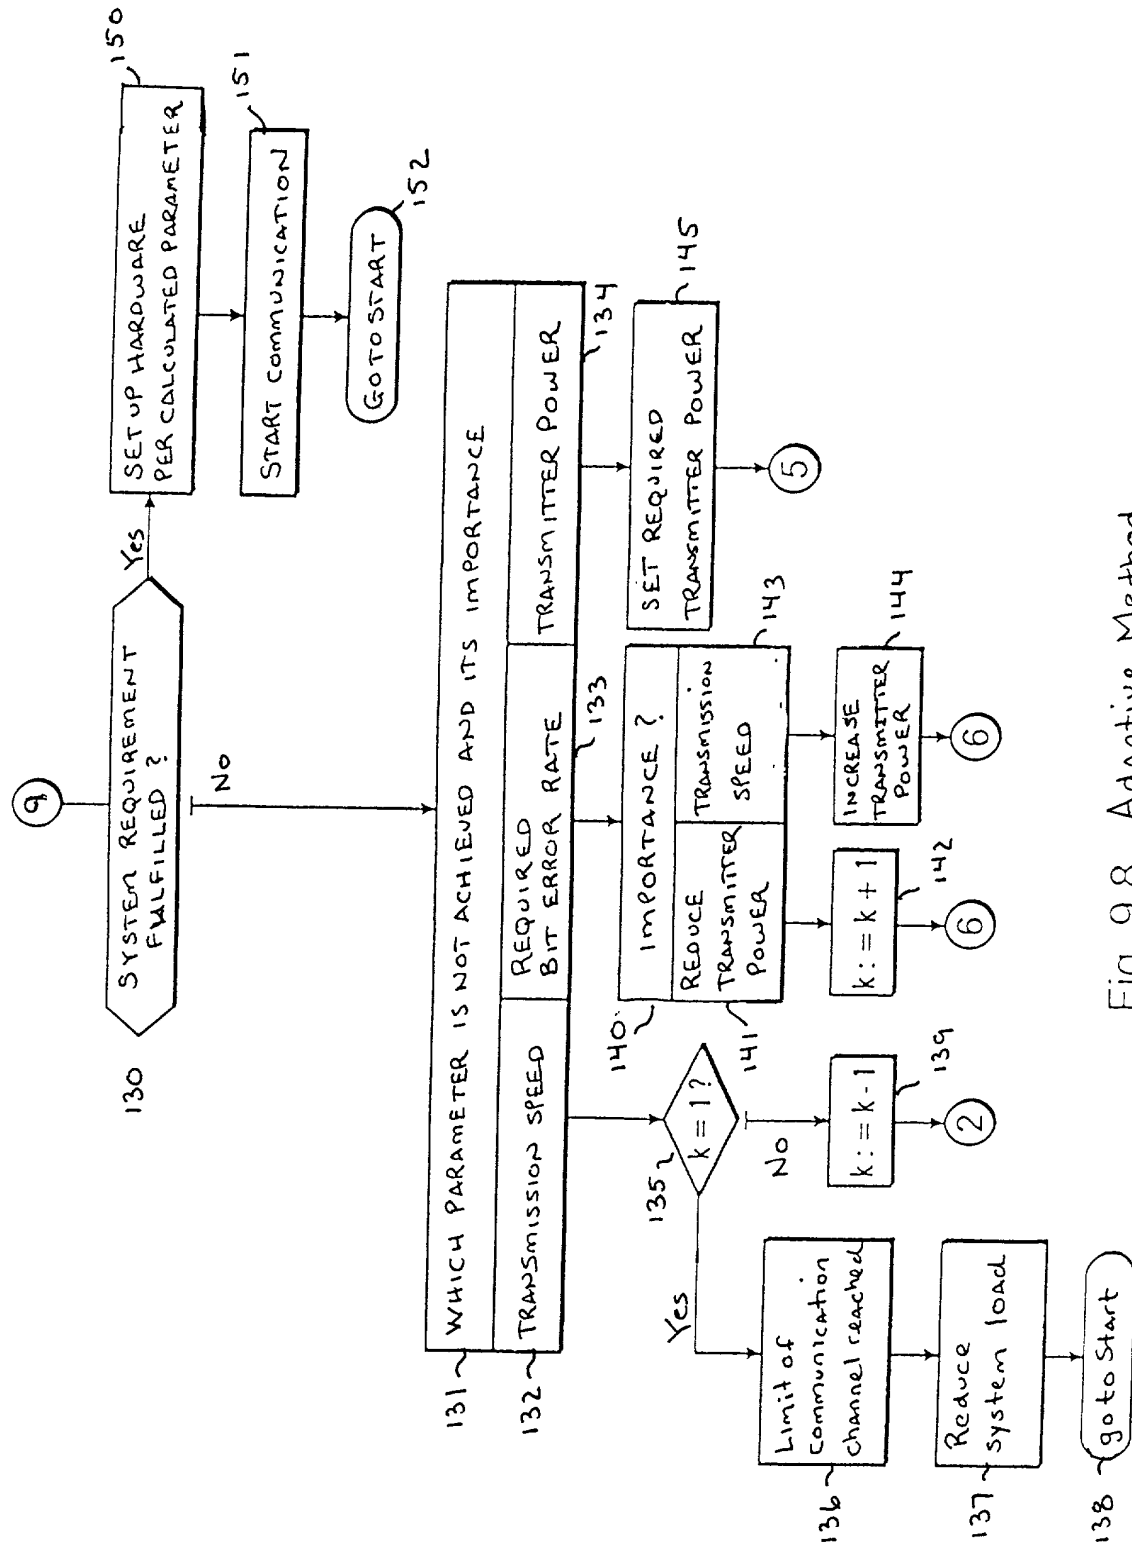 9
SYSTEM REQUIREMENT
FULFILLED ?
130
Yes
NO
SET UP HARDWARE
PER CALCULATED PARAMETER
150
START COMMUNICATION
151
GO TO START
152
131
WHICH PARAMETER IS NOT ACHIEVED AND ITS IMPORTANCE
132
TRANSMISSION SPEED
REQUIRED
BIT ERROR RATE
133
TRANSMITTER POWER
134
135
k = 1 ?
Yes
No
Limit of
Communication
channel reached
136
Reduce
system load
137
138
go to Start
k := k - 1
139
2
140
IMPORTANCE ?
141
REDUCE
TRANSMITTER
POWER
TRANSMISSION
SPEED
143
k := k + 1
142
6
INCREASE
TRANSMITTER
POWER
144
6
SET REQUIRED
TRANSMITTER POWER
145
5
Fig. 9.8 Adaptive Method